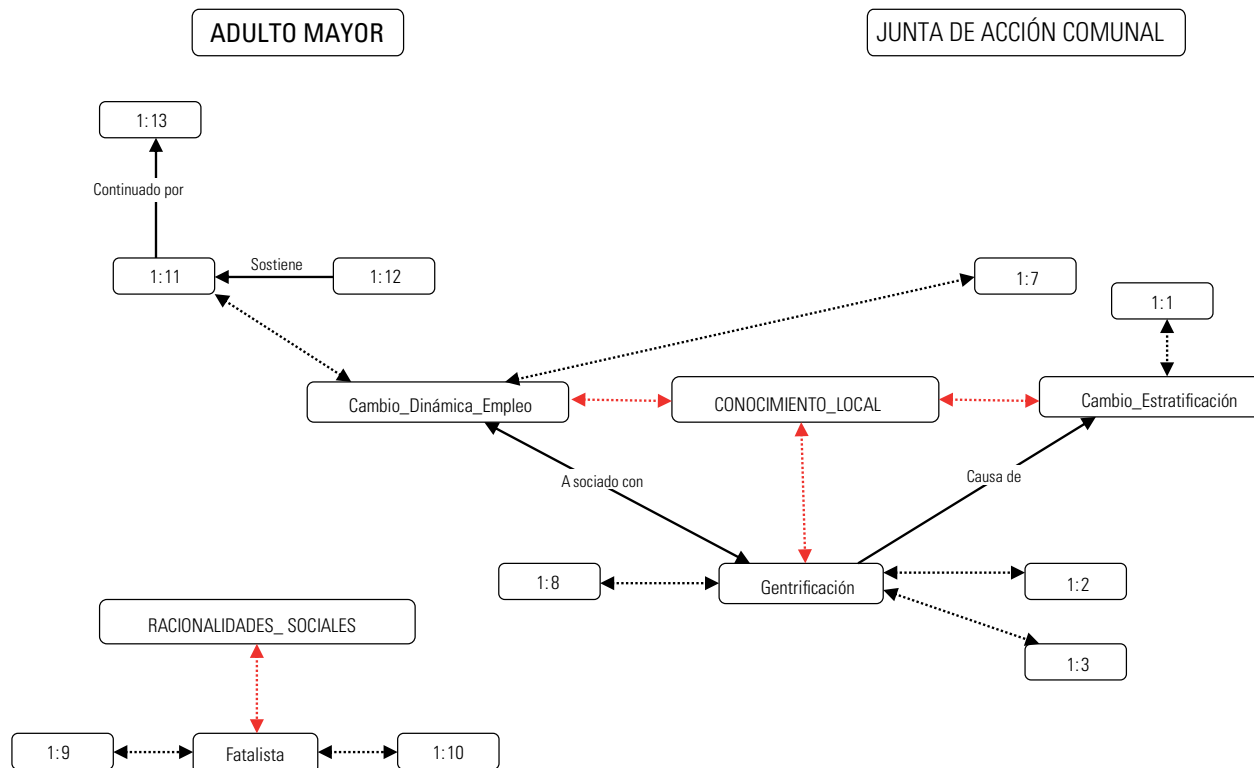 ADULTO MAYOR
JUNTA DE ACCIÓN COMUNAL
1:13
Continuado por
1:11
Sostiene
1:12
1:7
1:1
Cambio_Dinámica_Empleo
CONOCIMIENTO_LOCAL
Cambio_Estratificación
A sociado con
Causa de
1:8
Gentrificación
1:2
RACIONALIDADES_ SOCIALES
1:3
1:9
Fatalista
1:10